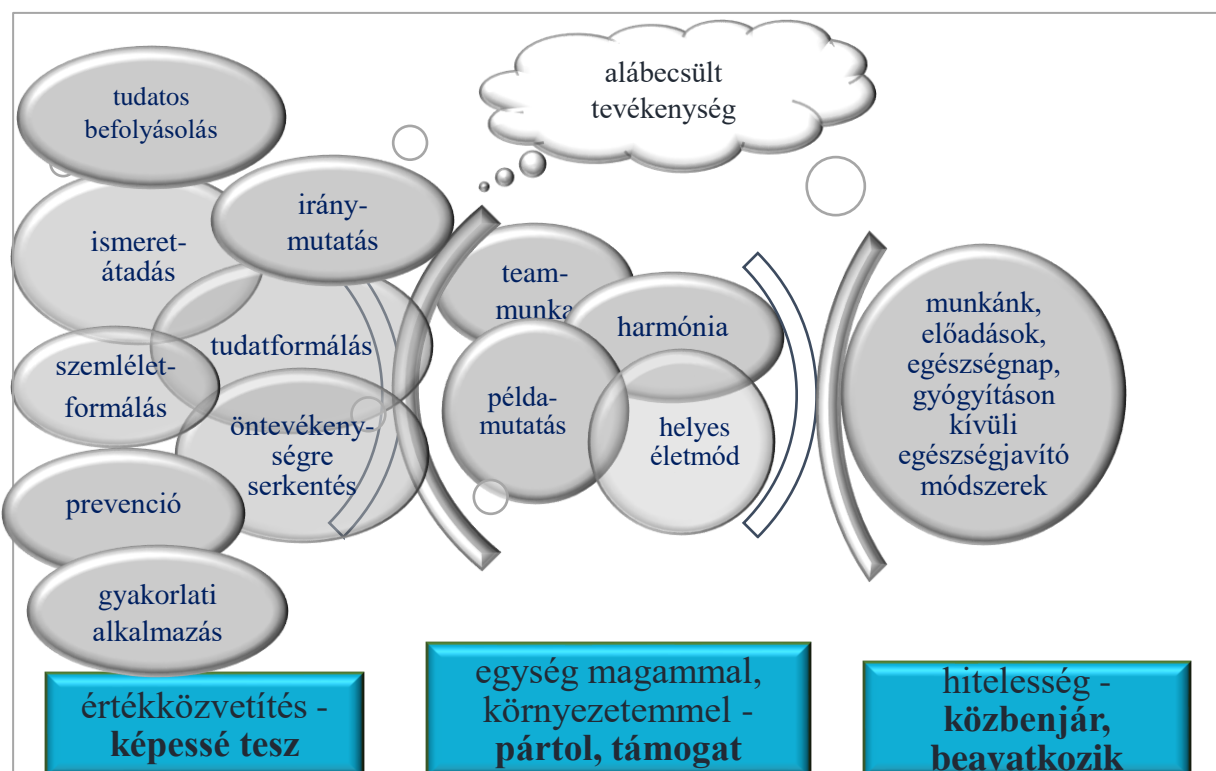 tudatos
befolyásolás
ismeret-
átadás
irány-
mutatás
szemlélet-
formálás
tudatformálás
öntevékeny-
ségre
serkentés
prevenció
gyakorlati
alkalmazás
alábecsült
tevékenység
team-
munka
harmónia
példa-
mutatás
helyes
életmód
munkánk,
előadások,
egészségnap,
gyógyításon
kívüli
egészségjavító
módszerek
értékközvetítés -
képessé tesz
egység magammal,
környezetemmel -
pártol, támogat
hitelesség -
közbenjár,
beavatkozik